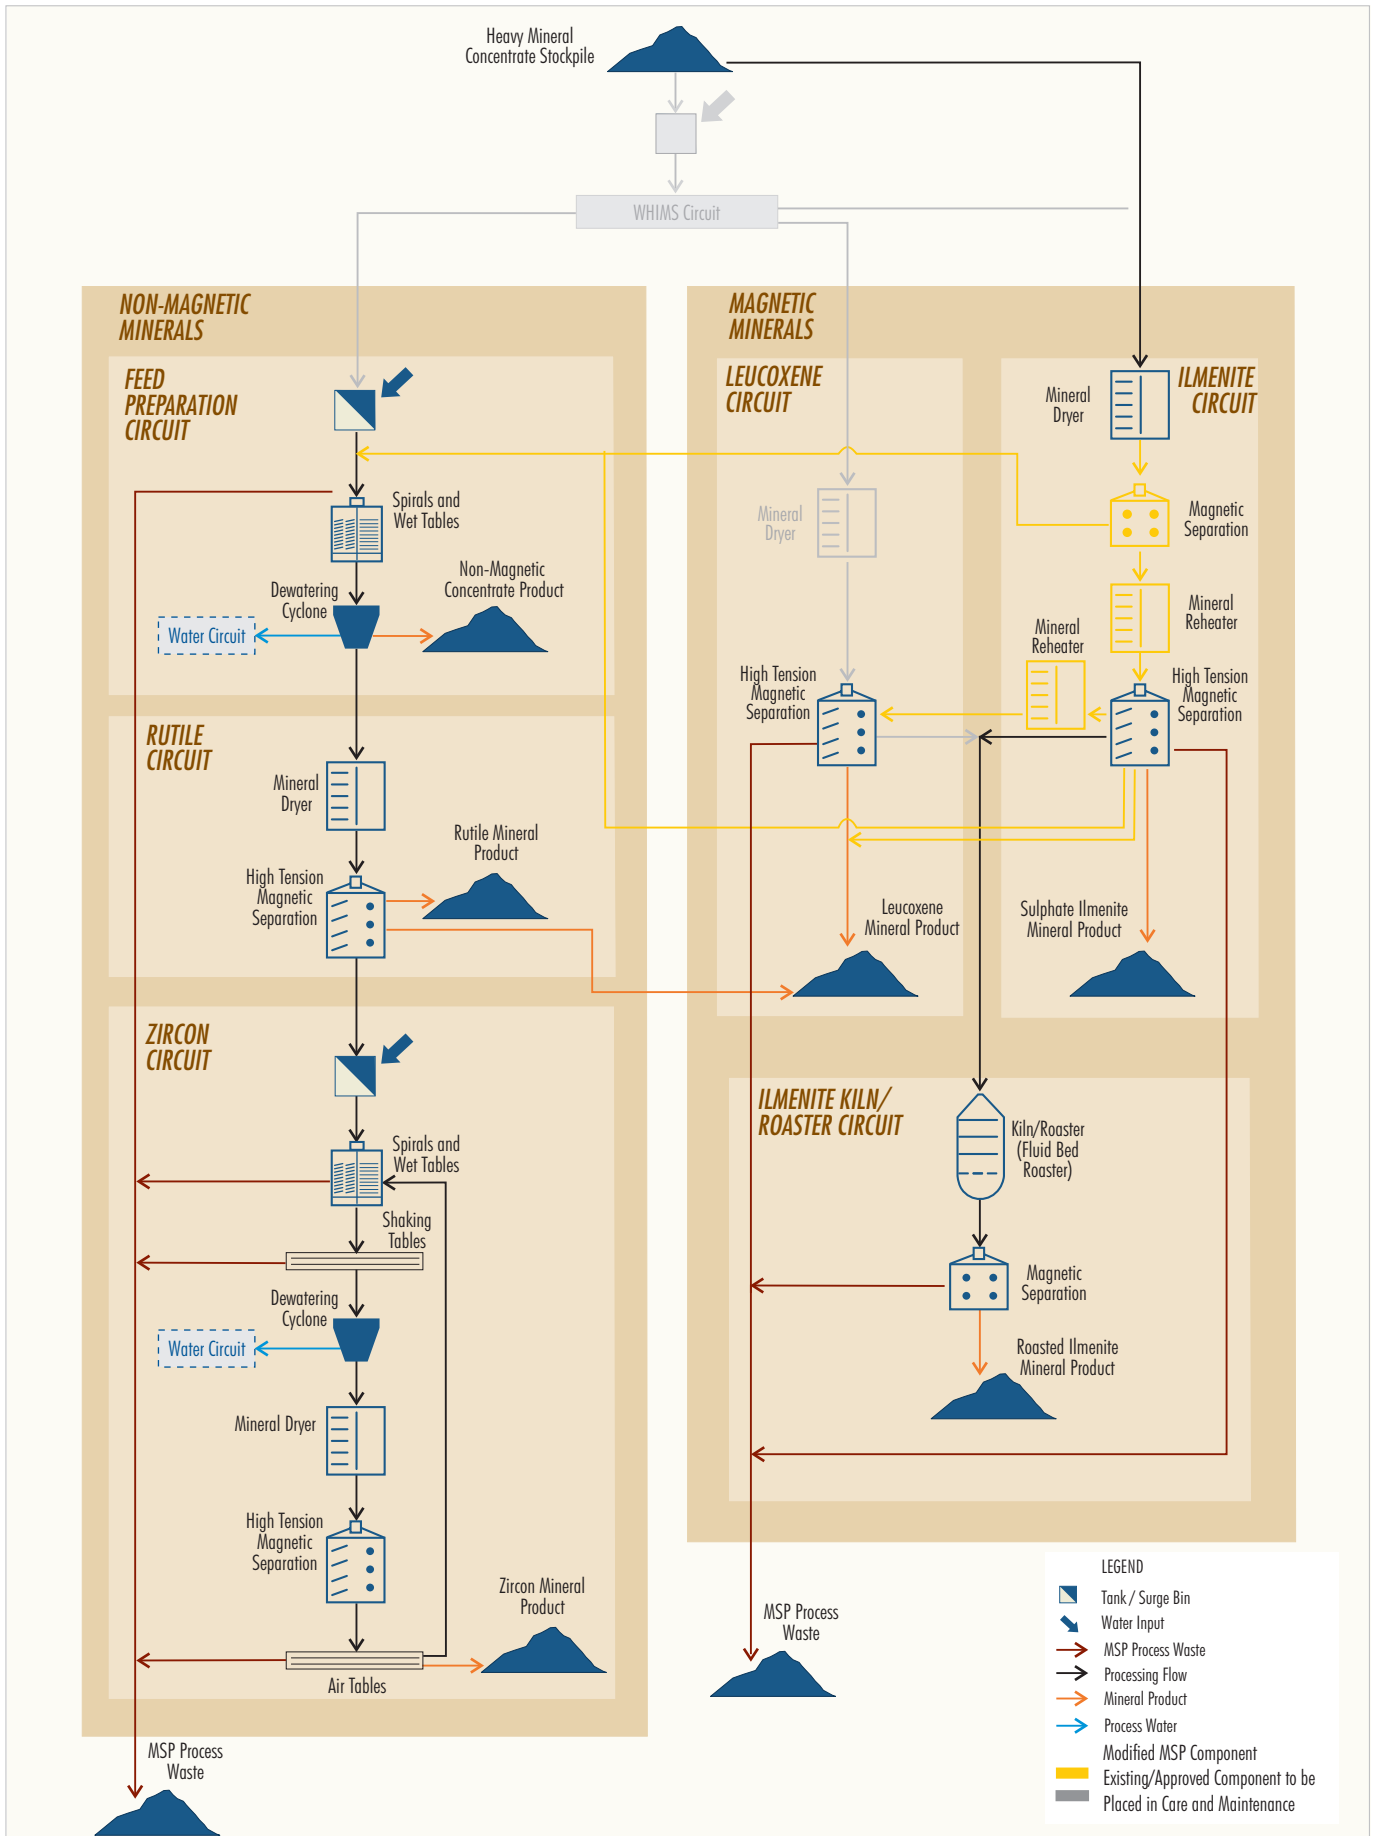 Heavy Mineral
Concentrate Stockpile
WHIMS Circuit
NON-MAGNETIC
MINERALS
FEED
PREPARATION
CIRCUIT
Spirals and
Wet Tables
Dewatering
Cyclone
Non-Magnetic
Concentrate Product
Water Circuit
RUTILE
CIRCUIT
Mineral
Dryer
Rutile Mineral
Product
High Tension
Magnetic
Separation
ZIRCON
CIRCUIT
Spirals and
Wet Tables
Shaking
Tables
Dewatering
Cyclone
Water Circuit
Mineral Dryer
High Tension
Magnetic
Separation
Zircon Mineral
Product
Air Tables
MSP Process
Waste
MAGNETIC
MINERALS
LEUCOXENE
CIRCUIT
Mineral
Dryer
High Tension
Magnetic
Separation
Leucoxene
Mineral Product
ILMENITE
CIRCUIT
Mineral
Dryer
Magnetic
Separation
Mineral
Reheater
Mineral
Reheater
High Tension
Magnetic
Separation
Sulphate Ilmenite
Mineral Product
ILMENITE KILN/
ROASTER CIRCUIT
Kiln/Roaster
(Fluid Bed
Roaster)
Magnetic
Separation
Roasted Ilmenite
Mineral Product
MSP Process
Waste
LEGEND
Tank / Surge Bin
Water Input
MSP Process Waste
Processing Flow
Mineral Product
Process Water
Modified MSP Component
Existing/Approved Component to be
Placed in Care and Maintenance